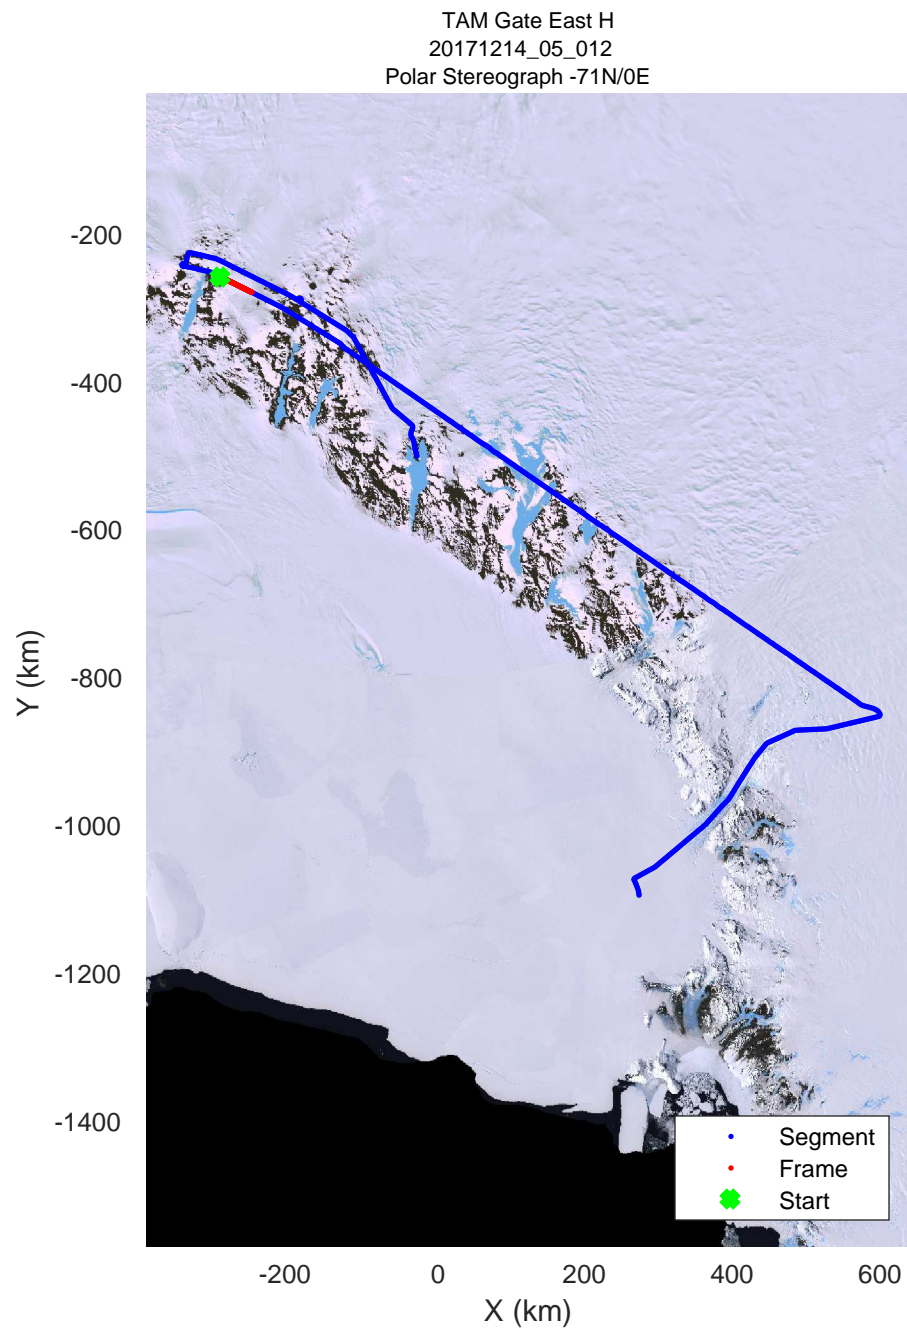 TAM Gate East H
20171214_05_012
Polar Stereograph -71N/0E
-200
-400
-600
-800
-1000
-1200
-1400
Y (km)
Segment
Frame
Start
-200 0 200 400 600
X (km)